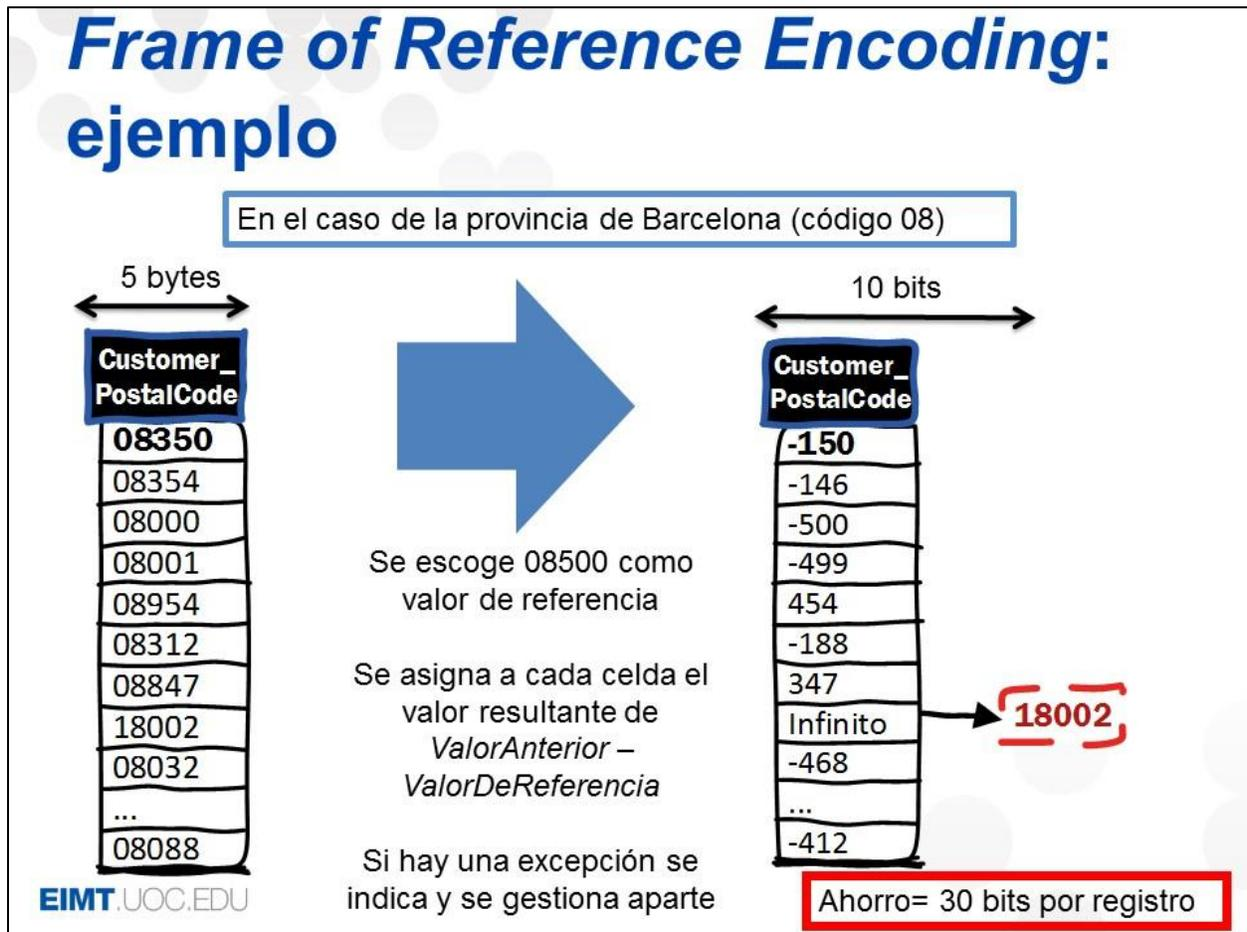 Frame of Reference Encoding:
ejemplo
En el caso de la provincia de Barcelona (código 08)
5 bytes
Customer_
PostalCode
08350
08354
08000
08001
08954
08312
08847
18002
08032
...
08088
Se escoge 08500 como
valor de referencia
Se asigna a cada celda el
valor resultante de
ValorAnterior –
ValorDeReferencia
Si hay una excepción se
indica y se gestiona aparte
10 bits
Customer_
PostalCode
-150
-146
-500
-499
454
-188
347
Infinito
-468
...
-412
18002
Ahorro= 30 bits por registro
EIMT.UOC.EDU